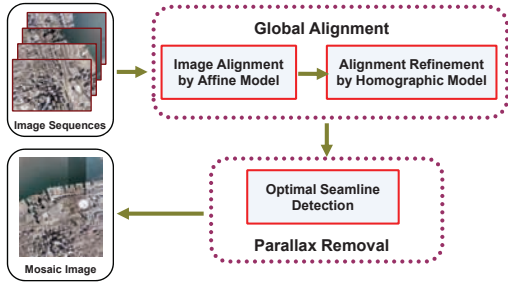 Global Alignment
Image Alignment
by Affine Model
Alignment Refinement
by Homographic Model
Image Sequences
Optimal Seamline
Detection
Parallax Removal
Mosaic Image